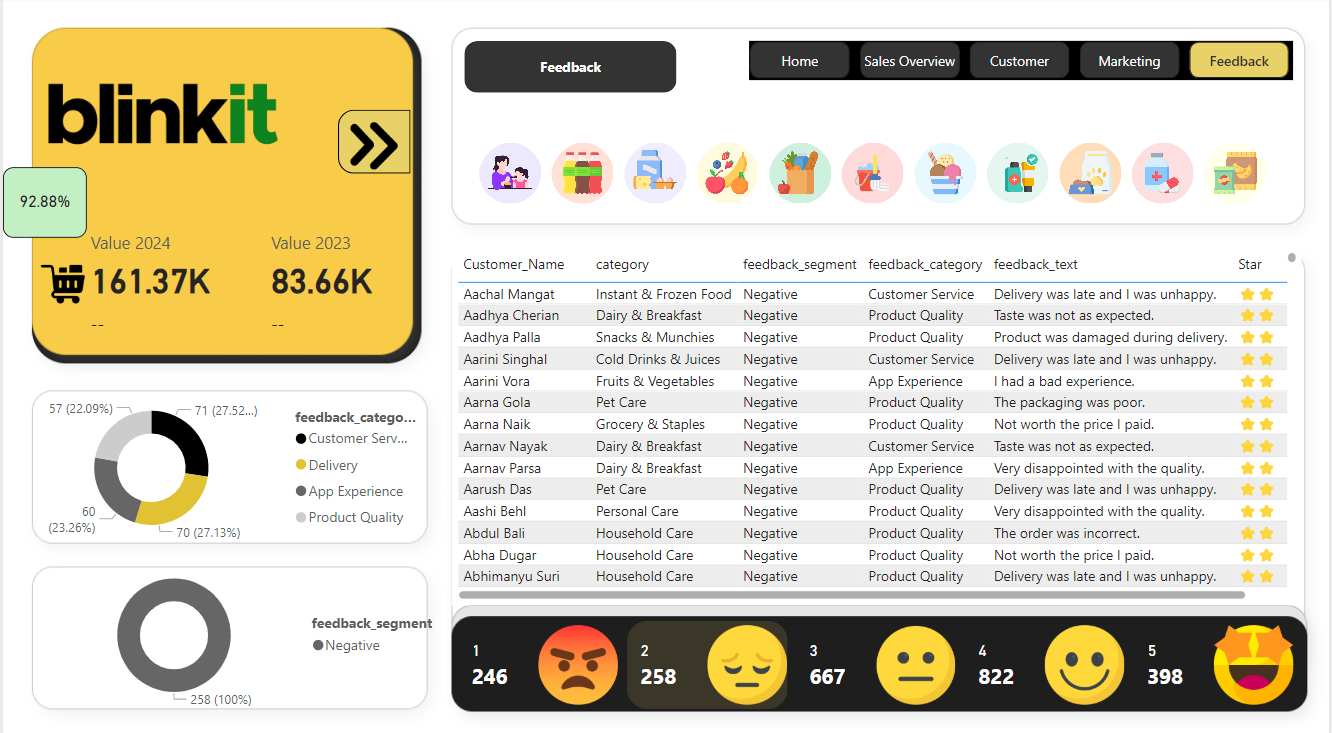 blinkit
92.88%
Value 2024
Value 2023
161.37K
83.66K
--
--
Feedback
Home
Sales Overview
Customer
Marketing
Feedback
57 (22.09%)
71 (27.52...)
60
(23.26%)
70 (27.13%)
feedback_catego...
Customer Serv...
Delivery
App Experience
Product Quality
258 (100%)
feedback_segment
Negative
Customer_Name category feedback_segment feedback_category feedback_text Star
Aachal Mangat Instant & Frozen Food Negative Customer Service Delivery was late and I was unhappy.
Aadhya Cherian Dairy & Breakfast Negative Product Quality Taste was not as expected.
Aadhya Palla Snacks & Munchies Negative Product Quality Product was damaged during delivery.
Aarini Singhal Cold Drinks & Juices Negative Customer Service Delivery was late and I was unhappy.
Aarini Vora Fruits & Vegetables Negative App Experience I had a bad experience.
Aarna Gola Pet Care Negative Product Quality The packaging was poor.
Aarna Naik Grocery & Staples Negative Product Quality Not worth the price I paid.
Aarnav Nayak Dairy & Breakfast Negative Customer Service Taste was not as expected.
Aarnav Parsa Dairy & Breakfast Negative App Experience Very disappointed with the quality.
Aarush Das Pet Care Negative Product Quality Delivery was late and I was unhappy.
Aashi Behl Personal Care Negative Product Quality Very disappointed with the quality.
Abdul Bali Household Care Negative Product Quality The order was incorrect.
Abha Dugar Household Care Negative Product Quality Not worth the price I paid.
Abhimanyu Suri Household Care Negative Product Quality Delivery was late and I was unhappy.
1
246
2
258
3
667
4
822
5
398